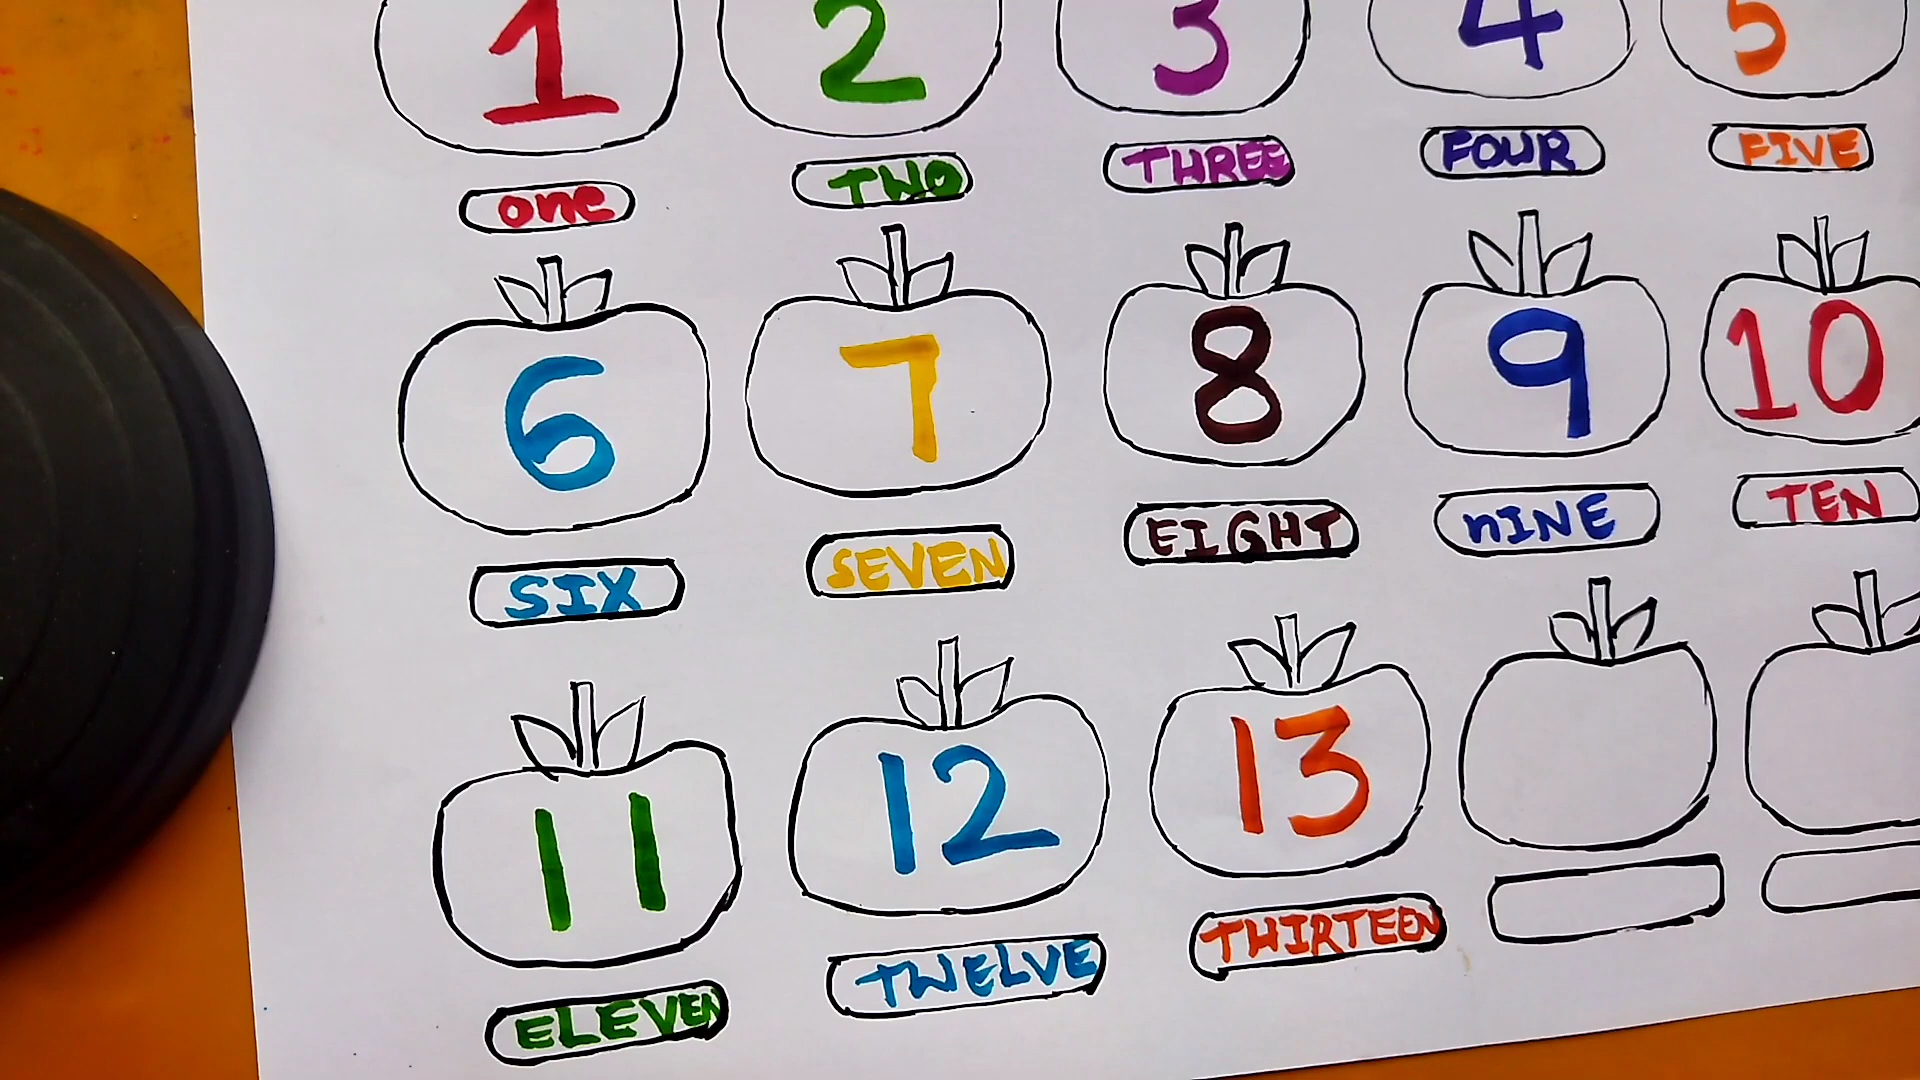 1 2 3 4 5
one TWO THREE FOUR FIVE
6 7 8 9 10
SIX SEVEN EIGHT nINE TEN
11 12 13
ELEVEN TWELVE THIRTEEN